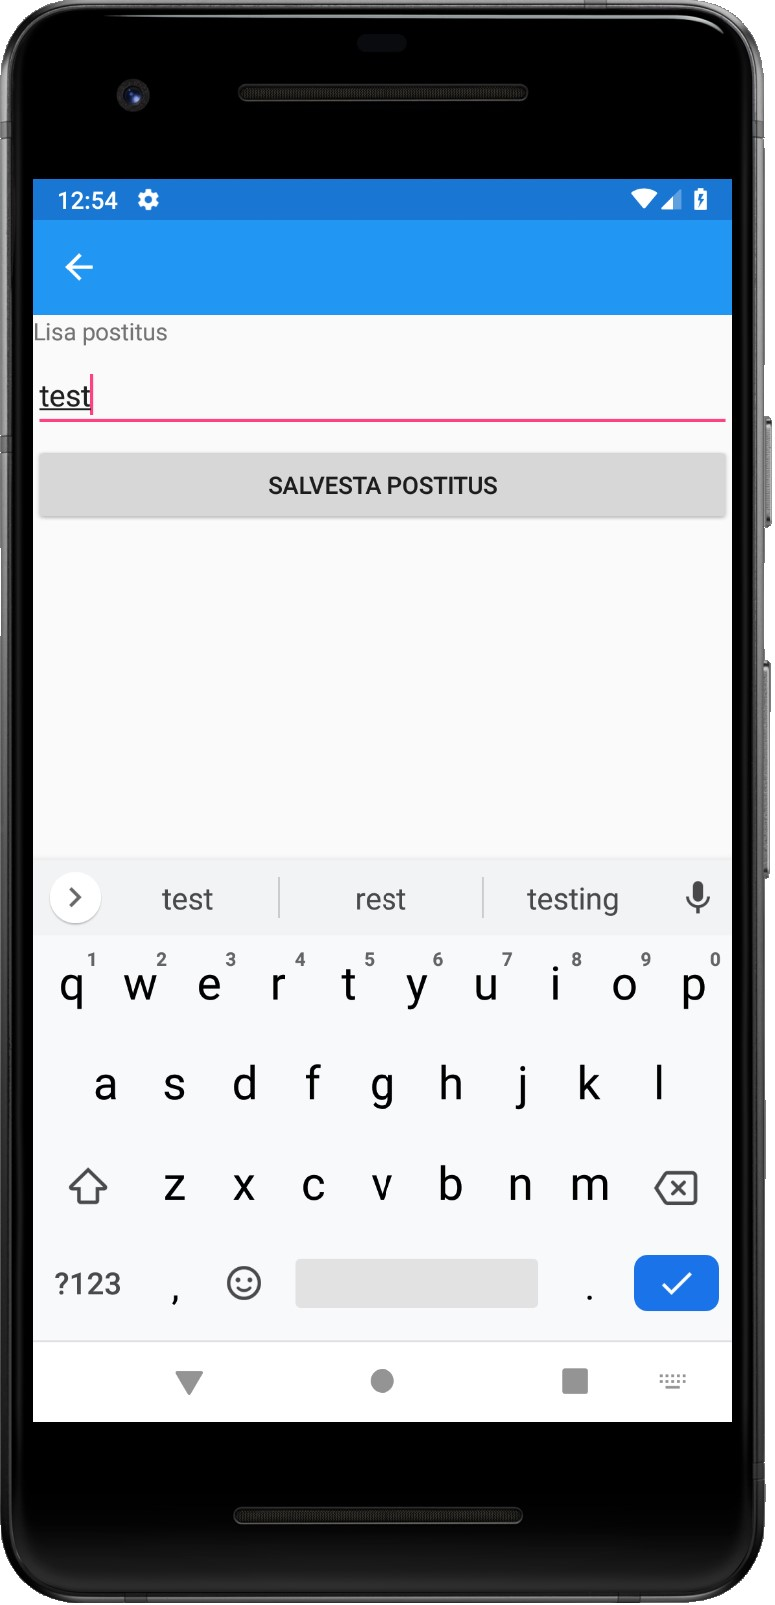 12:54
Lisa postitus
test
SALVESTA POSTITUS
test rest testing
1 2 3 4 5 6 7 8 9 0
q w e r t y u i o p
a s d f g h j k l
z x c v b n m
?123 , .